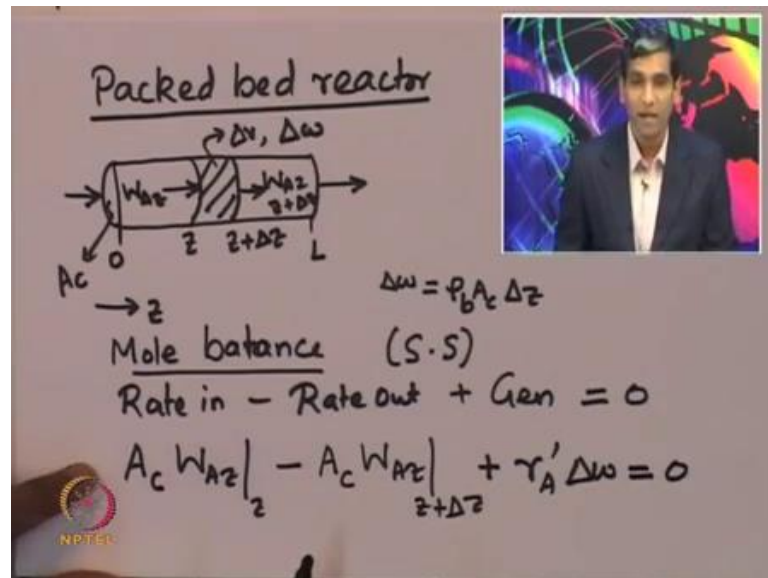 Packed bed reactor
ΔV, Δw
W_AZ W_AZ z+Δz
Ac 0 z z+Δz L
→ z
Δw = ρ_b A_c Δz
Mole balance (S.S)
Rate in - Rate out + Gen = 0
A_c W_AZ|_z - A_c W_AZ|_z+Δz + r_A' Δw = 0
NPTEL